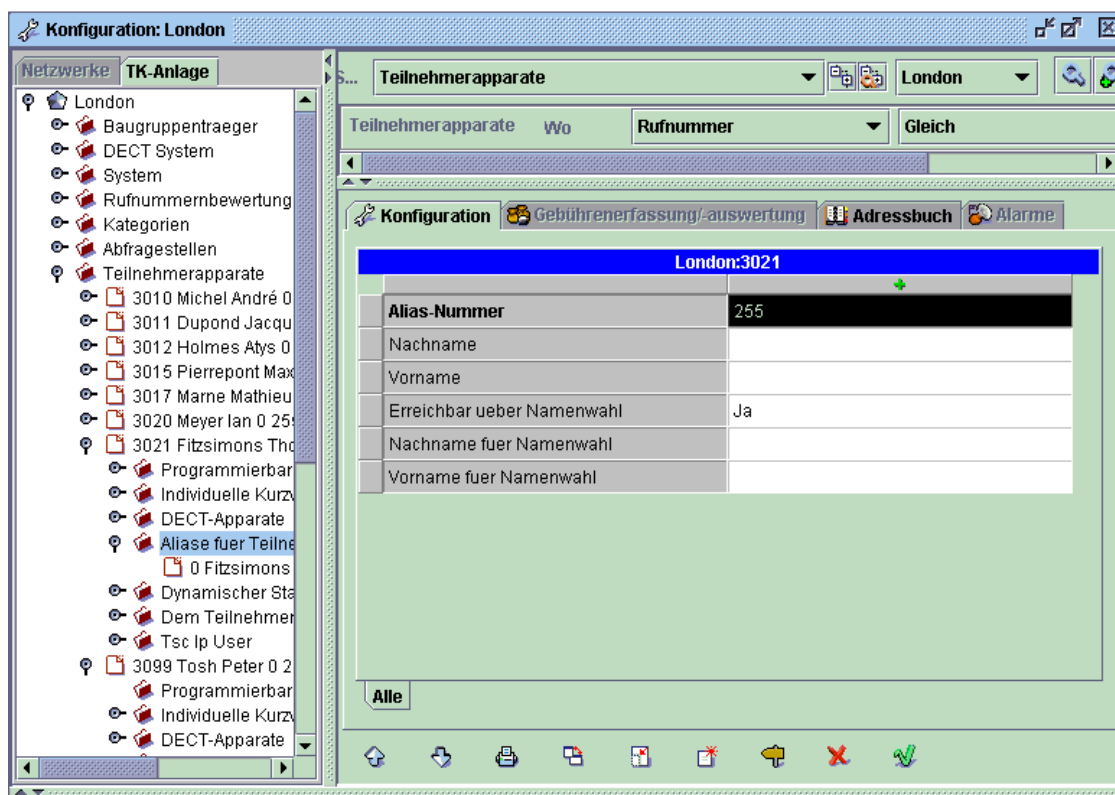 Konfiguration: London
Netzwerke TK-Anlage
London
Baugruppentraeger
DECT System
System
Rufnummernbewertung
Kategorien
Abfragestellen
Teilnehmerapparate
3010 Michel André 0
3011 Dupond Jacqu
3012 Holmes Atys 0
3015 Pierrepont Max
3017 Marne Mathieu
3020 Meyer Ian 0 25
3021 Fitzsimons Tho
Programmierbar
Individuelle Kurzw
DECT-Apparate
Aliase fuer Teilne
0 Fitzsimons
Dynamischer Sta
Dem Teilnehmer
Tsc Ip User
3099 Tosh Peter 0 2
Programmierbar
Individuelle Kurzw
DECT-Apparate
S... Teilnehmerapparate London
Teilnehmerapparate Wo Rufnummer Gleich
Konfiguration Gebührenerfassung/-auswertung Adressbuch Alarme
London:3021
Alias-Nummer 255
Nachname
Vorname
Erreichbar ueber Namenwahl Ja
Nachname fuer Namenwahl
Vorname fuer Namenwahl
Alle